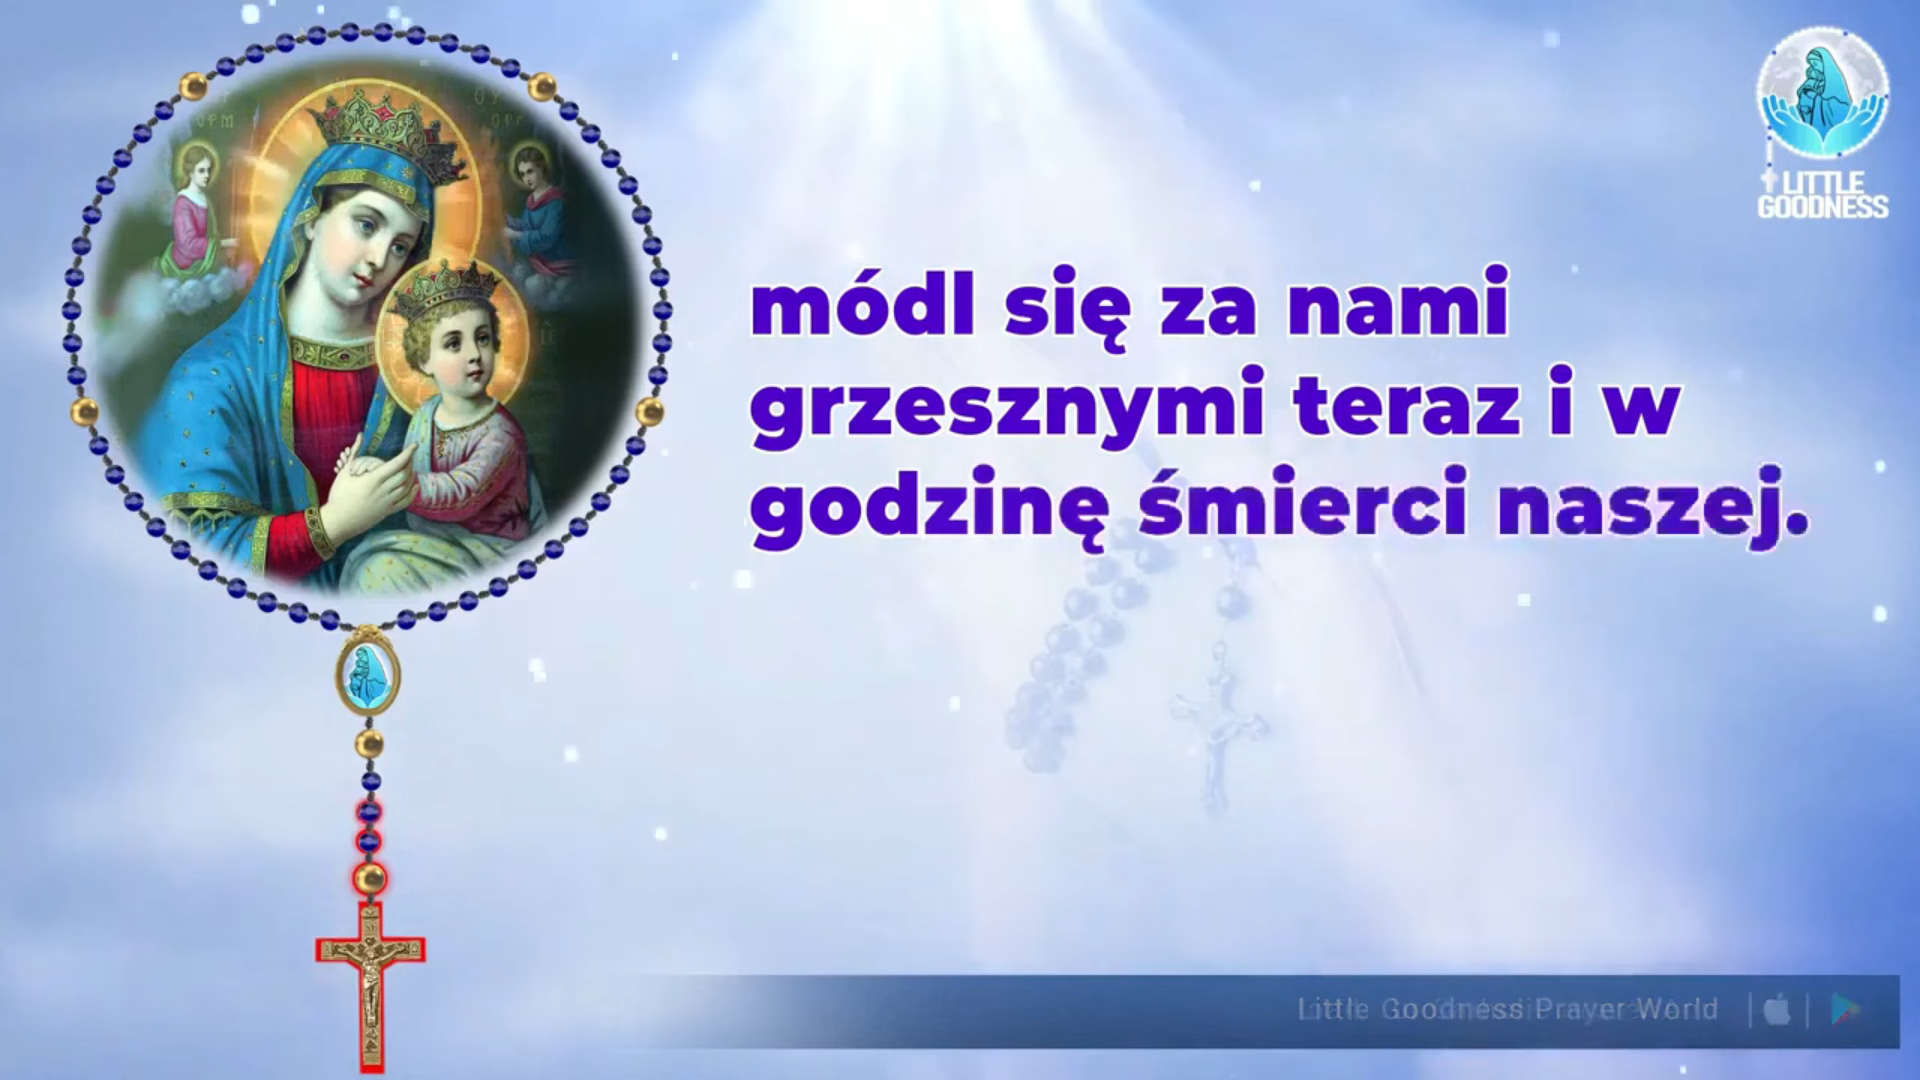 LITTLE
GOODNESS
módl się za nami
grzesznymi teraz i w
godzinę śmierci naszej.
Little Goodness Prayer World